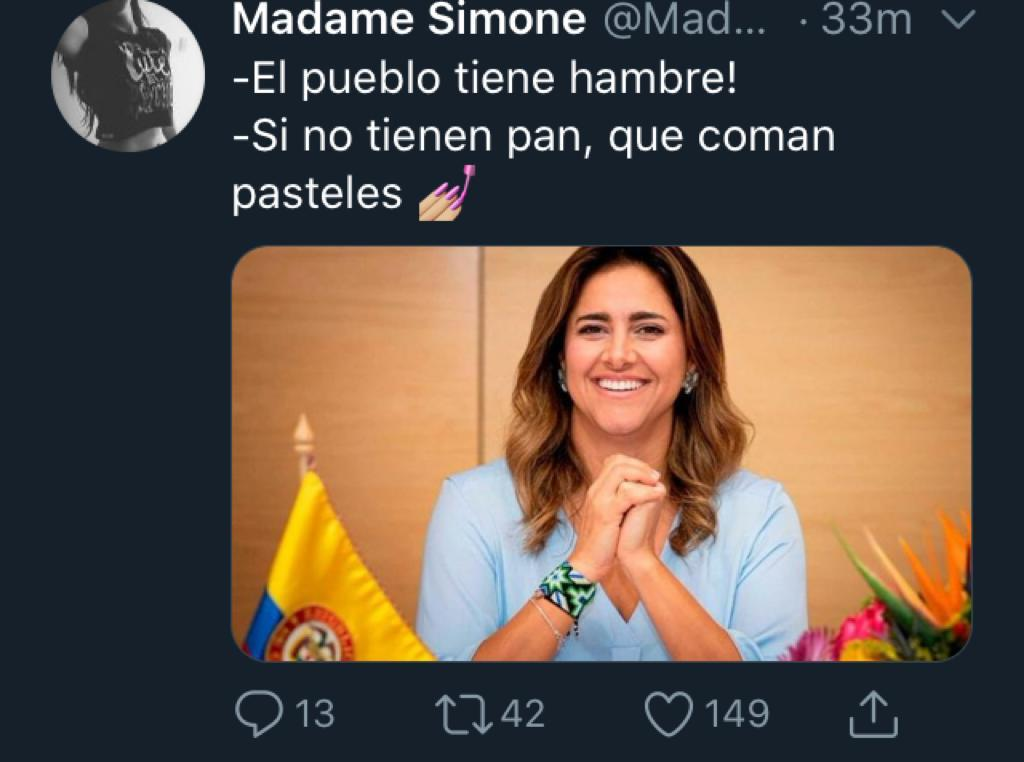 Madame Simone @Mad... · 33m
-El pueblo tiene hambre!
-Si no tienen pan, que coman
pasteles 💅🏼
13 42 149